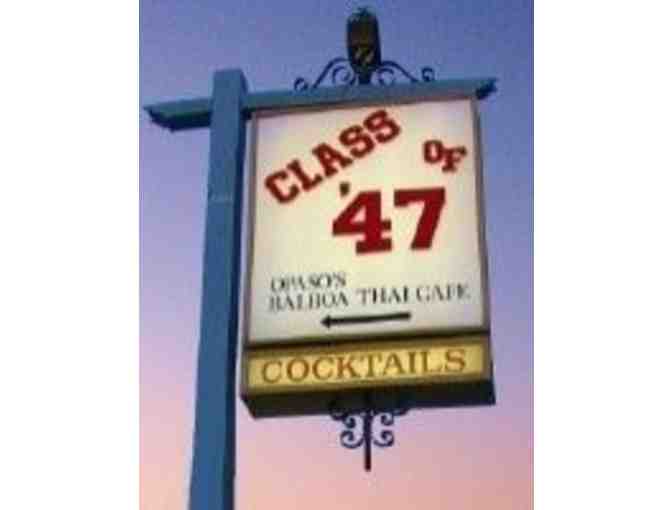 CLASS
OF
'47
OPASO'S
BALBOA THAI CAFE
COCKTAILS